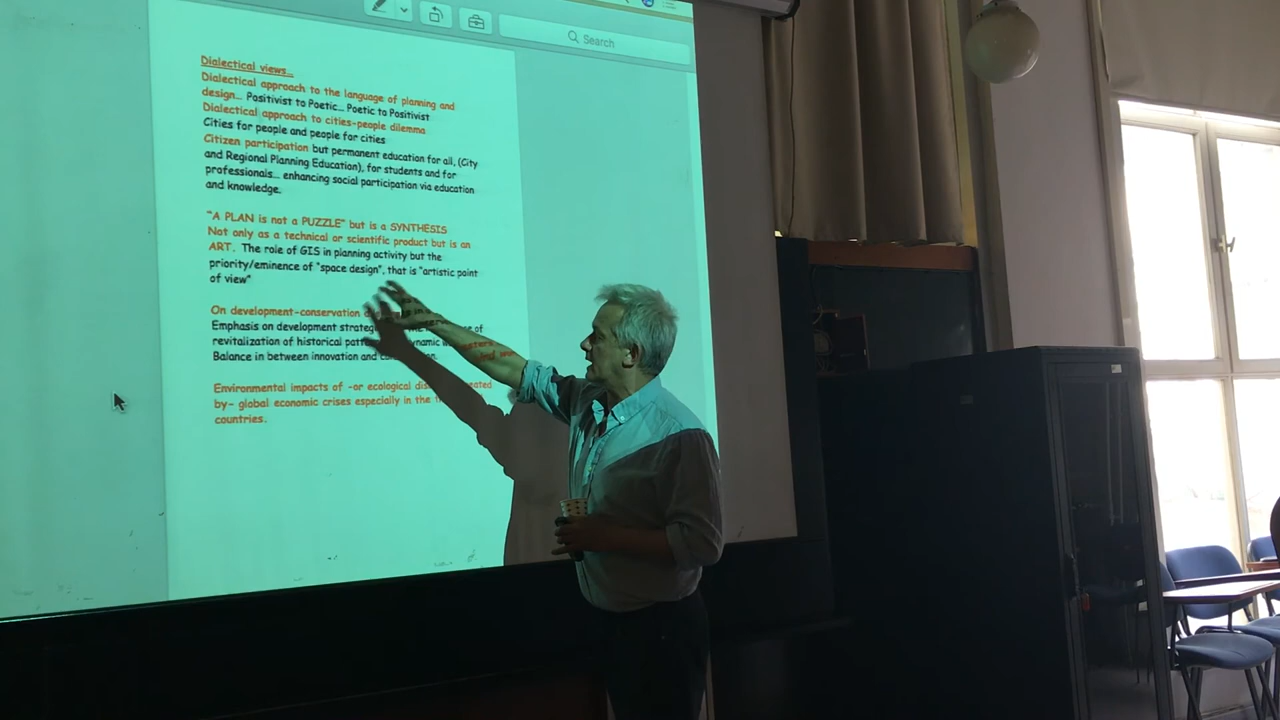 Search
Dialectical views...
Dialectical approach to the language of planning and
design... Positivist to Poetic... Poetic to Positivist
Dialectical approach to cities-people dilemma
Cities for people and people for cities
Citizen participation but permanent education for all, (City
and Regional Planning Education), for students and for
professionals... enhancing social participation via education
and knowledge.
"A PLAN is not a PUZZLE" but is a SYNTHESIS
Not only as a technical or scientific product but is an
ART. The role of GIS in planning activity but the
priority/eminence of "space design", that is "artistic point
of view"
On development-conservation
Emphasis on development of
revitalization of historical
Balance in between innovation and
Environmental impacts of -or ecological
by- global economic crises especially in the
countries.